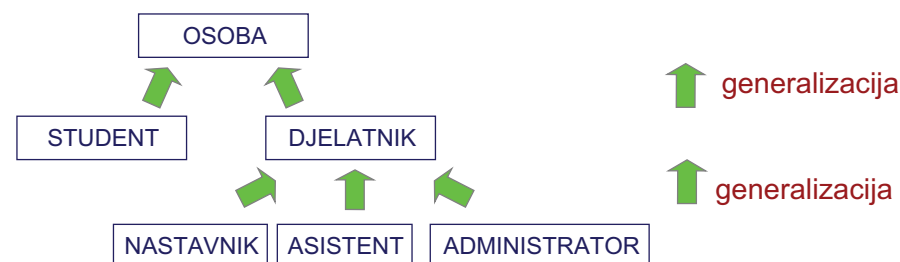 OSOBA
generalizacija
STUDENT
DJELATNIK
generalizacija
NASTAVNIK
ASISTENT
ADMINISTRATOR